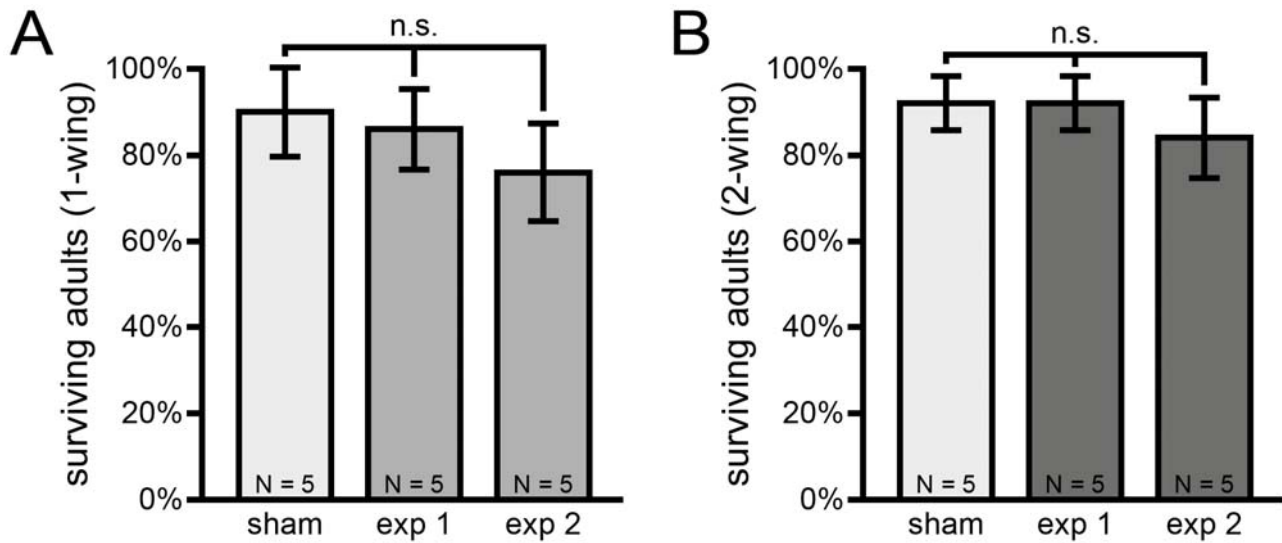 A
n.s.
surviving adults (1-wing)
100%
80%
60%
40%
20%
0%
N = 5
N = 5
N = 5
sham
exp 1
exp 2
B
n.s.
surviving adults (2-wing)
100%
80%
60%
40%
20%
0%
N = 5
N = 5
N = 5
sham
exp 1
exp 2